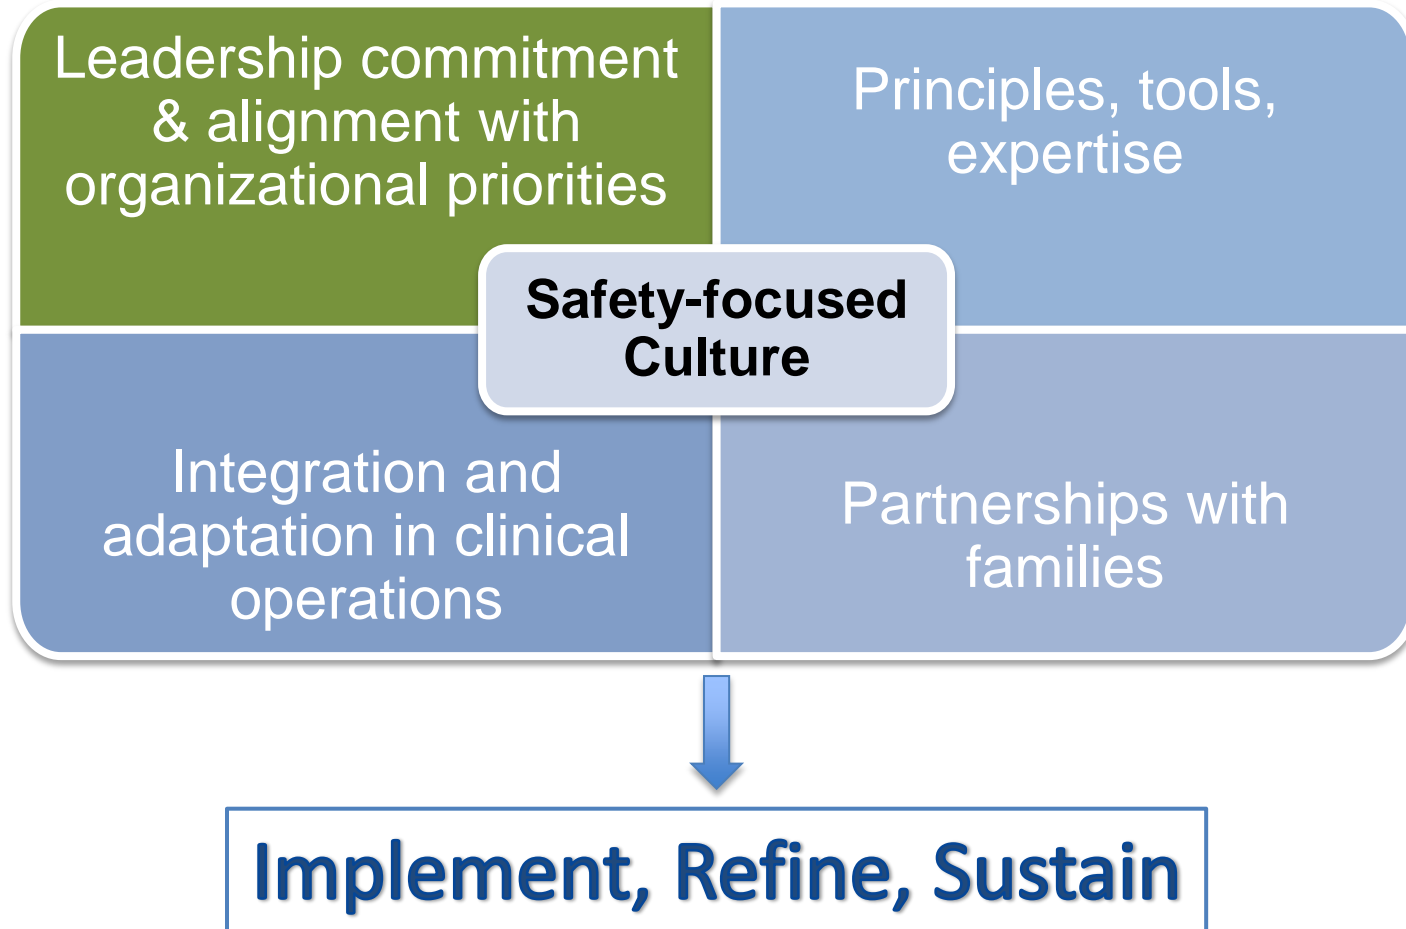 Leadership commitment
& alignment with
organizational priorities
Principles, tools,
expertise
Safety-focused
Culture
Integration and
adaptation in clinical
operations
Partnerships with
families
Implement, Refine, Sustain